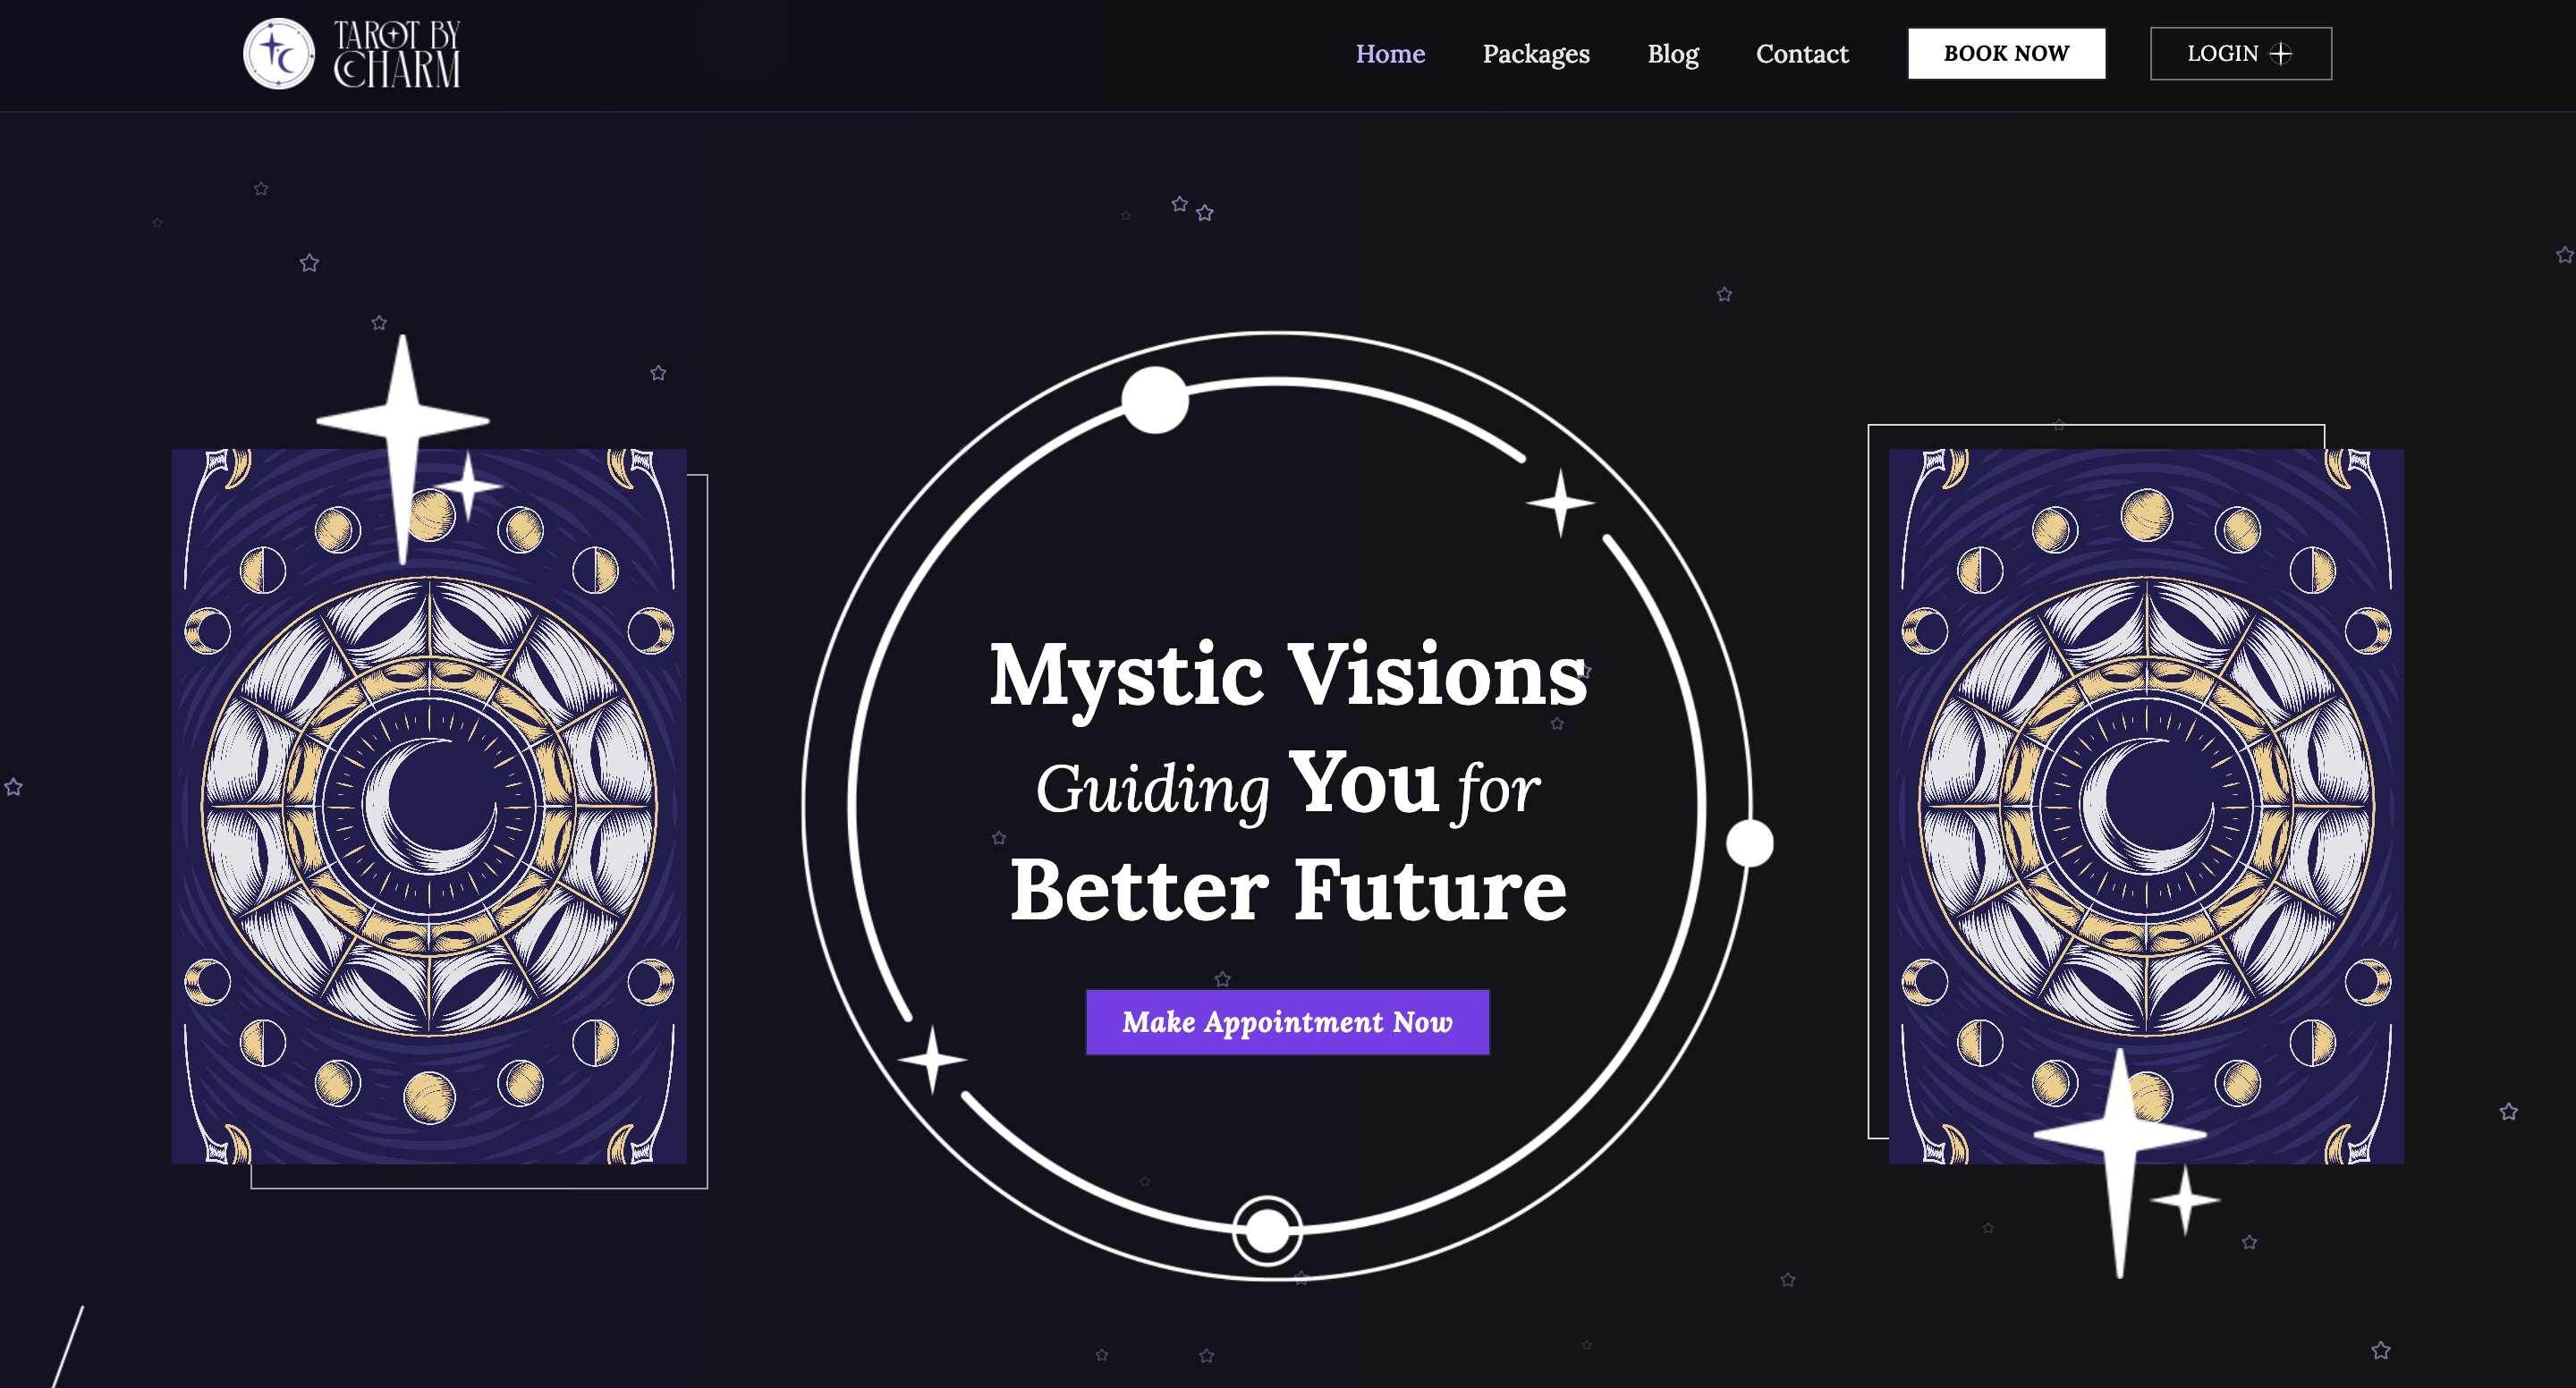 TAROT BY
CHARM
Home Packages Blog Contact BOOK NOW LOGIN
Mystic Visions
Guiding You for
Better Future
Make Appointment Now